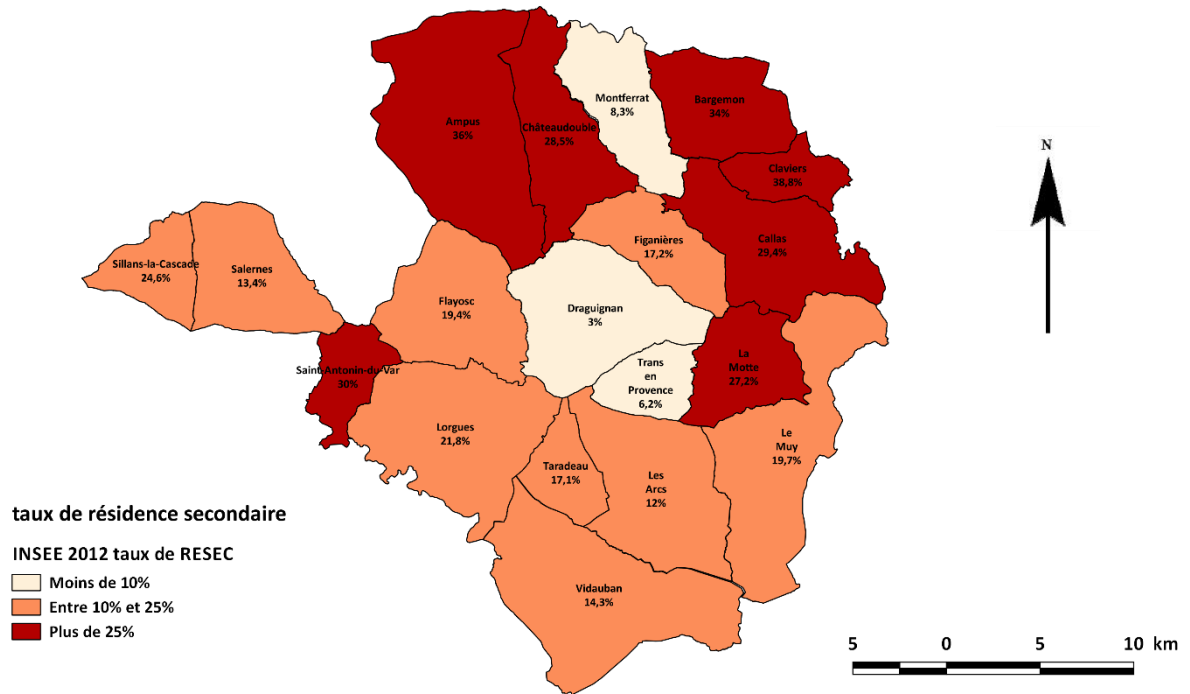 Montferrat
8,3%
Bargemon
34%
Ampus
36%
Châteaudouble
28,5%
Claviers
38,8%
Callas
29,4%
Figanières
17,2%
Sillans-la-Cascade
24,6%
Salernes
13,4%
Flayosc
19,4%
Draguignan
3%
Saint-Antonin-du-Var
30%
Trans
en
Provence
6,2%
La
Motte
27,2%
Lorgues
21,8%
Taradeau
17,1%
Les
Arcs
12%
Le
Muy
19,7%
Vidauban
14,3%
N
taux de résidence secondaire
INSEE 2012 taux de RESEC
Moins de 10%
Entre 10% et 25%
Plus de 25%
5 0 5 10 km